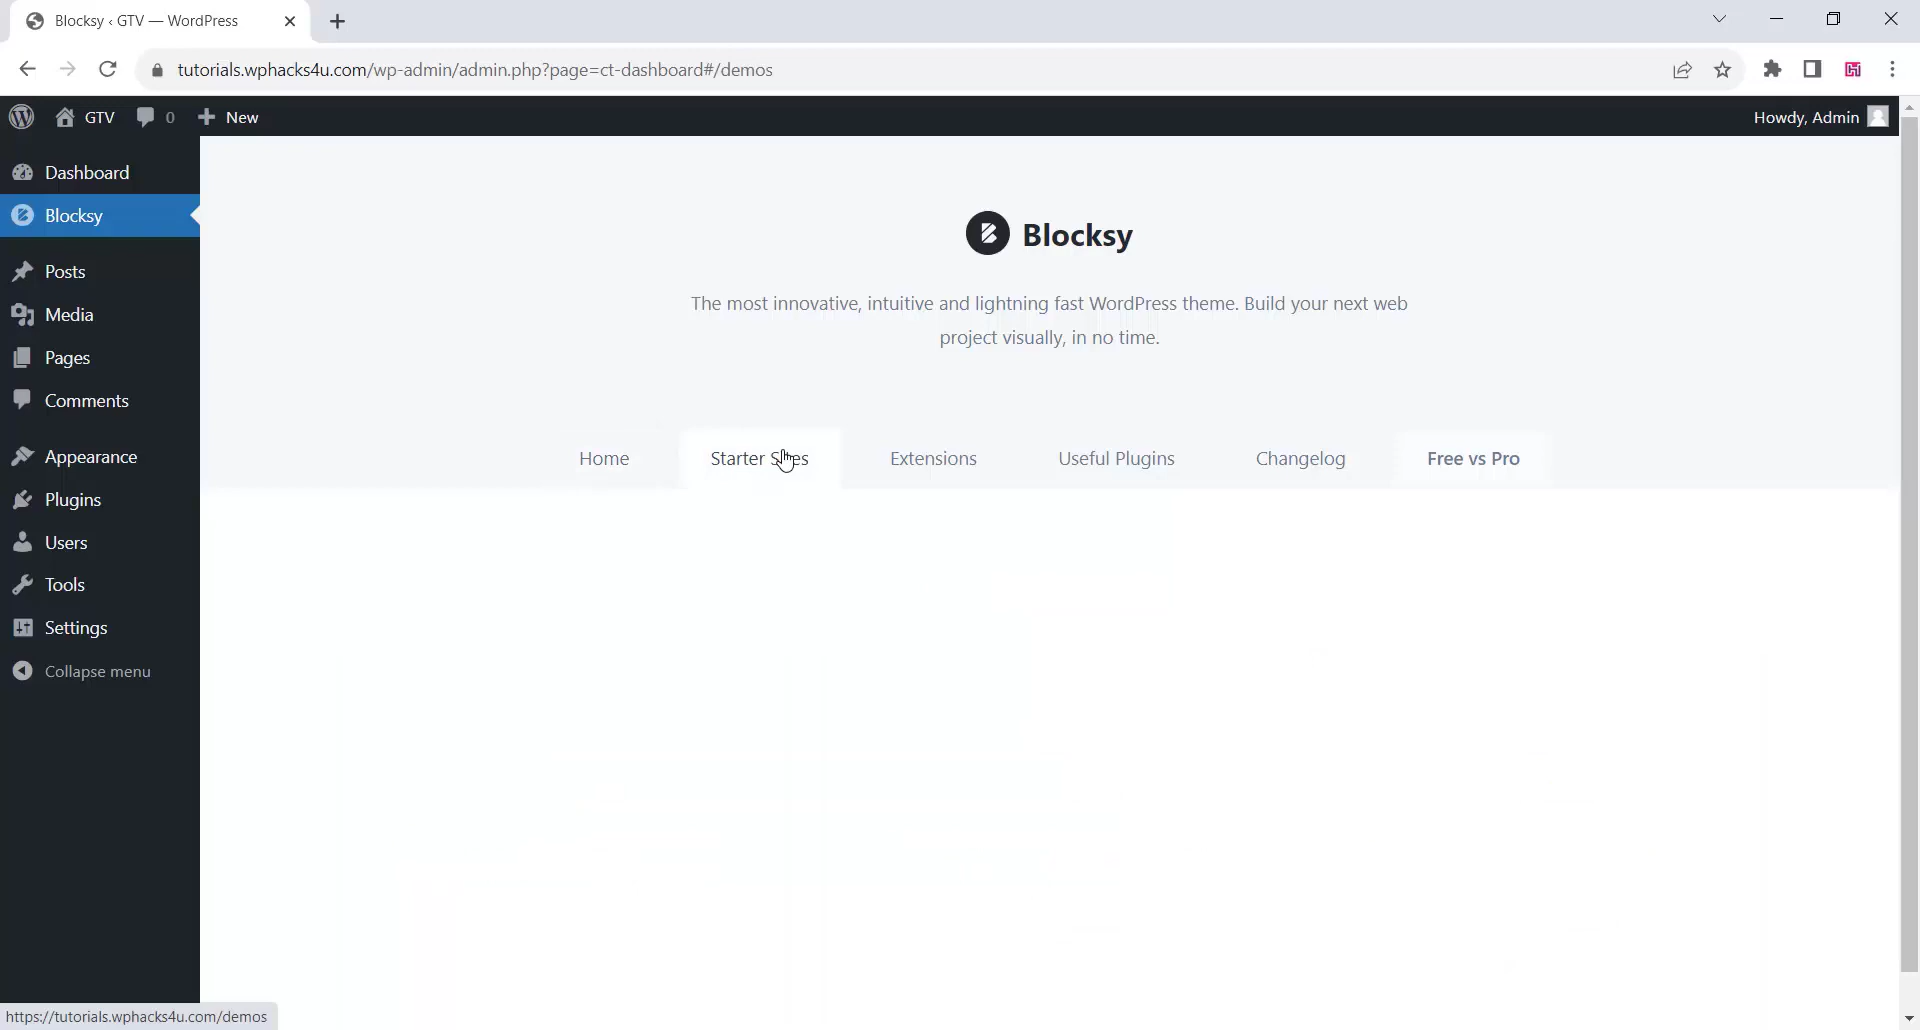 Blocksy ‹ GTV — WordPress
tutorials.wphacks4u.com/wp-admin/admin.php?page=ct-dashboard#/demos
GTV 0 New Howdy, Admin
Dashboard
Blocksy
Posts
Media
Pages
Comments
Appearance
Plugins
Users
Tools
Settings
Collapse menu
Blocksy
The most innovative, intuitive and lightning fast WordPress theme. Build your next web
project visually, in no time.
Home Starter Sites Extensions Useful Plugins Changelog Free vs Pro
https://tutorials.wphacks4u.com/demos